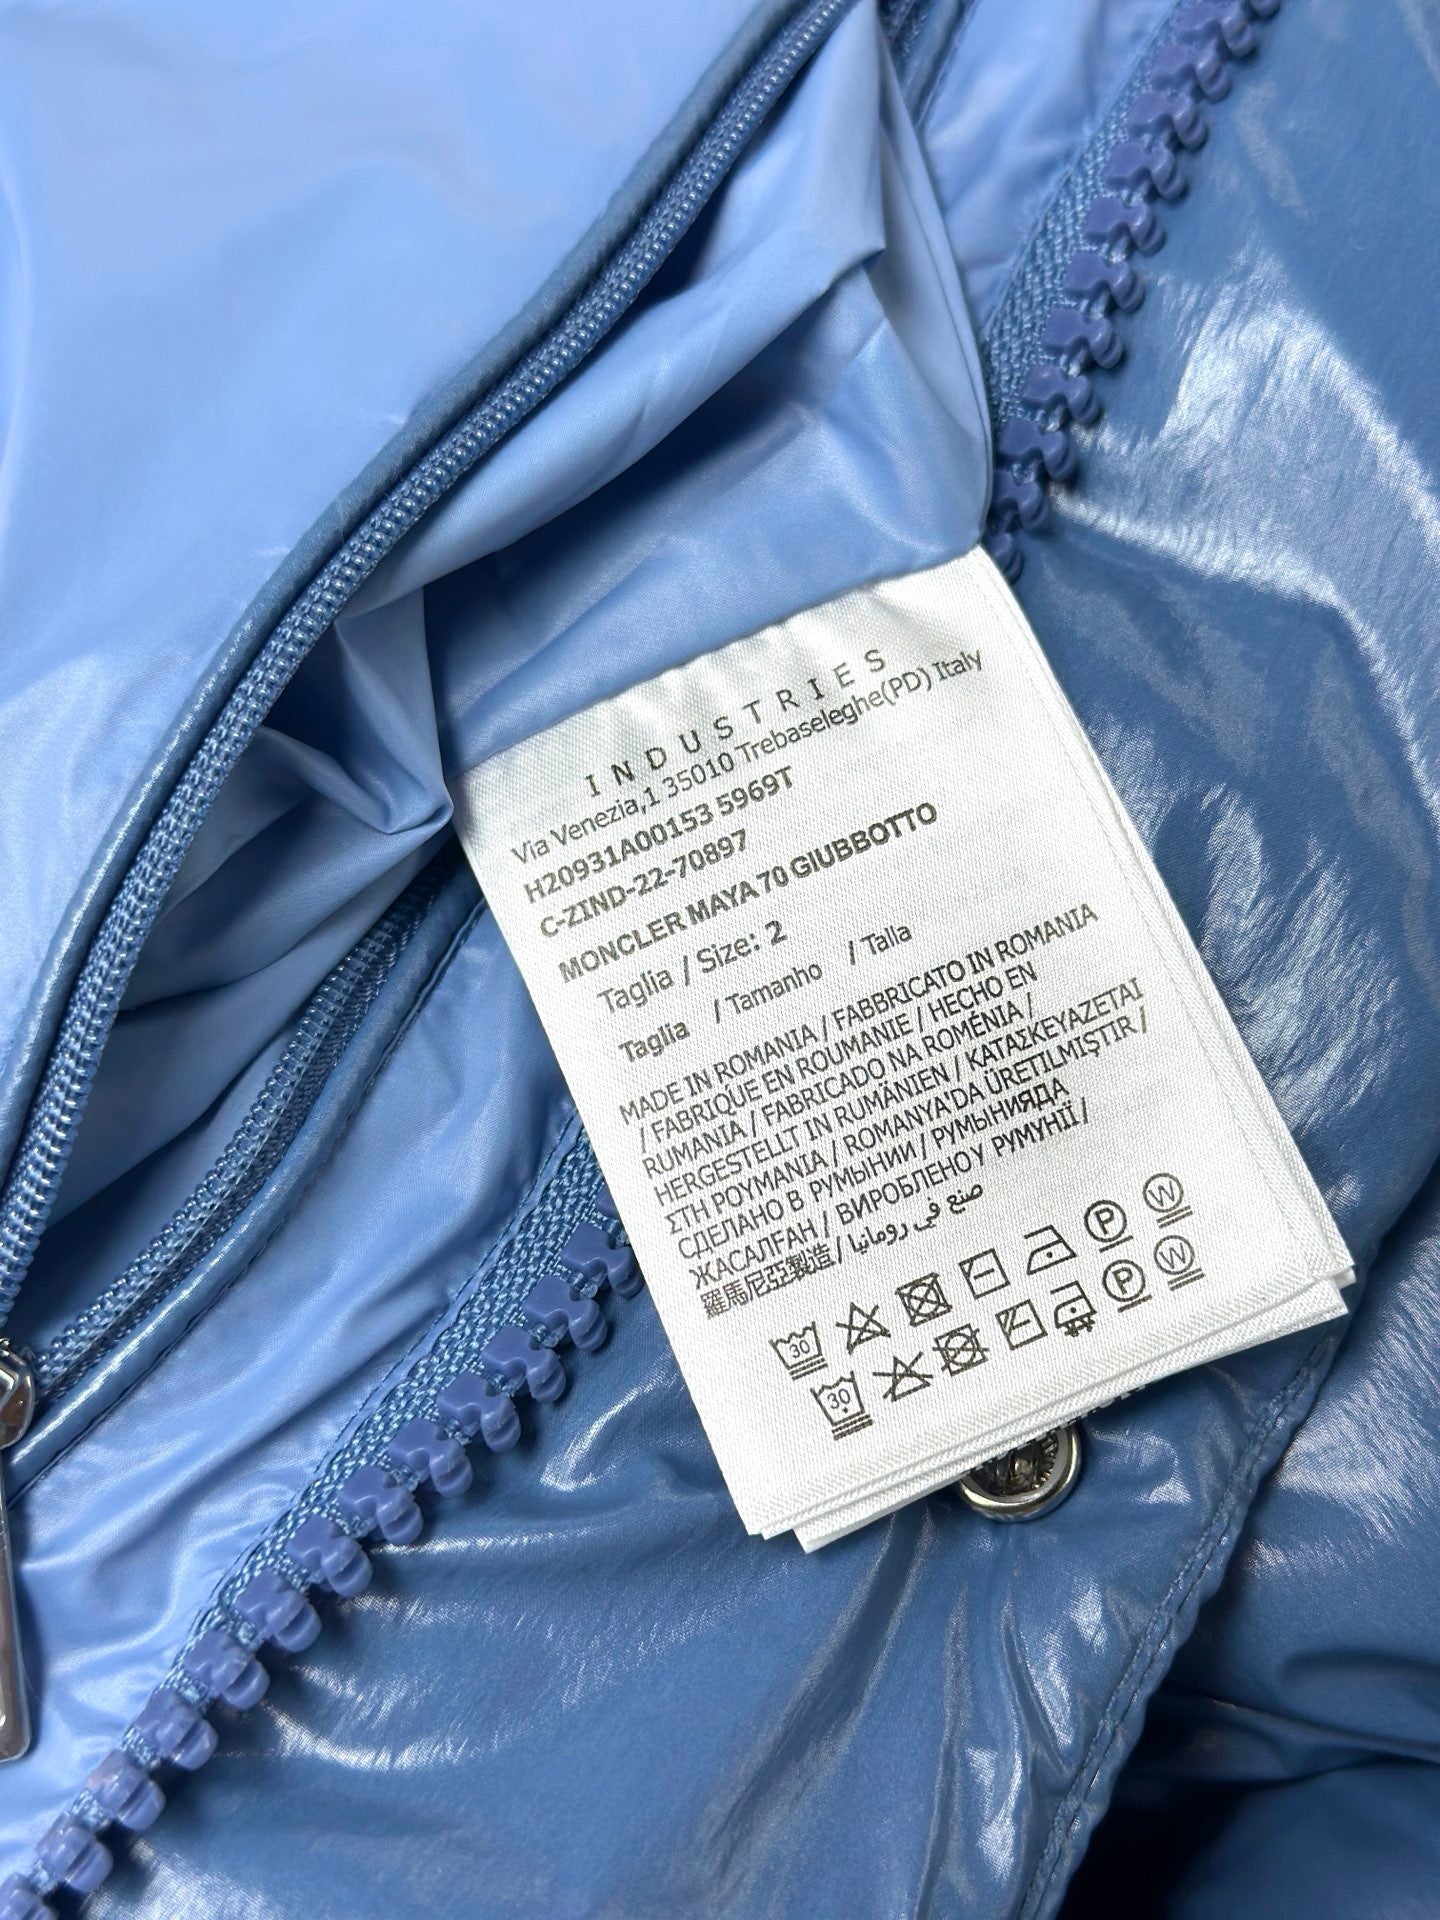 INDUSTRIES
Via Venezia,1 35010 Trebaseleghe(PD) Italy
H20931A00153 5969T
C-ZIND-22-70897
MONCLER MAYA 70 GIUBBOTTO
Taglia / Size: 2
Taglia / Tamanho / Talla
MADE IN ROMANIA / FABBRICATO IN ROMANIA
/ FABRIQUE EN ROUMANIE / HECHO EN
RUMANIA / FABRICADO NA ROMÉNIA /
HERGESTELLT IN RUMÄNIEN / ΚΑΤΑΣΚΕΥΑΖΕΤΑΙ
ΣΤΗ ΡΟΥΜΑΝΙΑ / ROMANYA'DA ÜRETILMIŞTIR /
СДЕЛАНО В РУМЫНИИ / РУМЫНИЯДА
ЖАСАЛҒАН / ВИРОБЛЕНО У РУМУНІЇ /
羅馬尼亞製造 / صنع في رومانيا
30 P W
30 P W